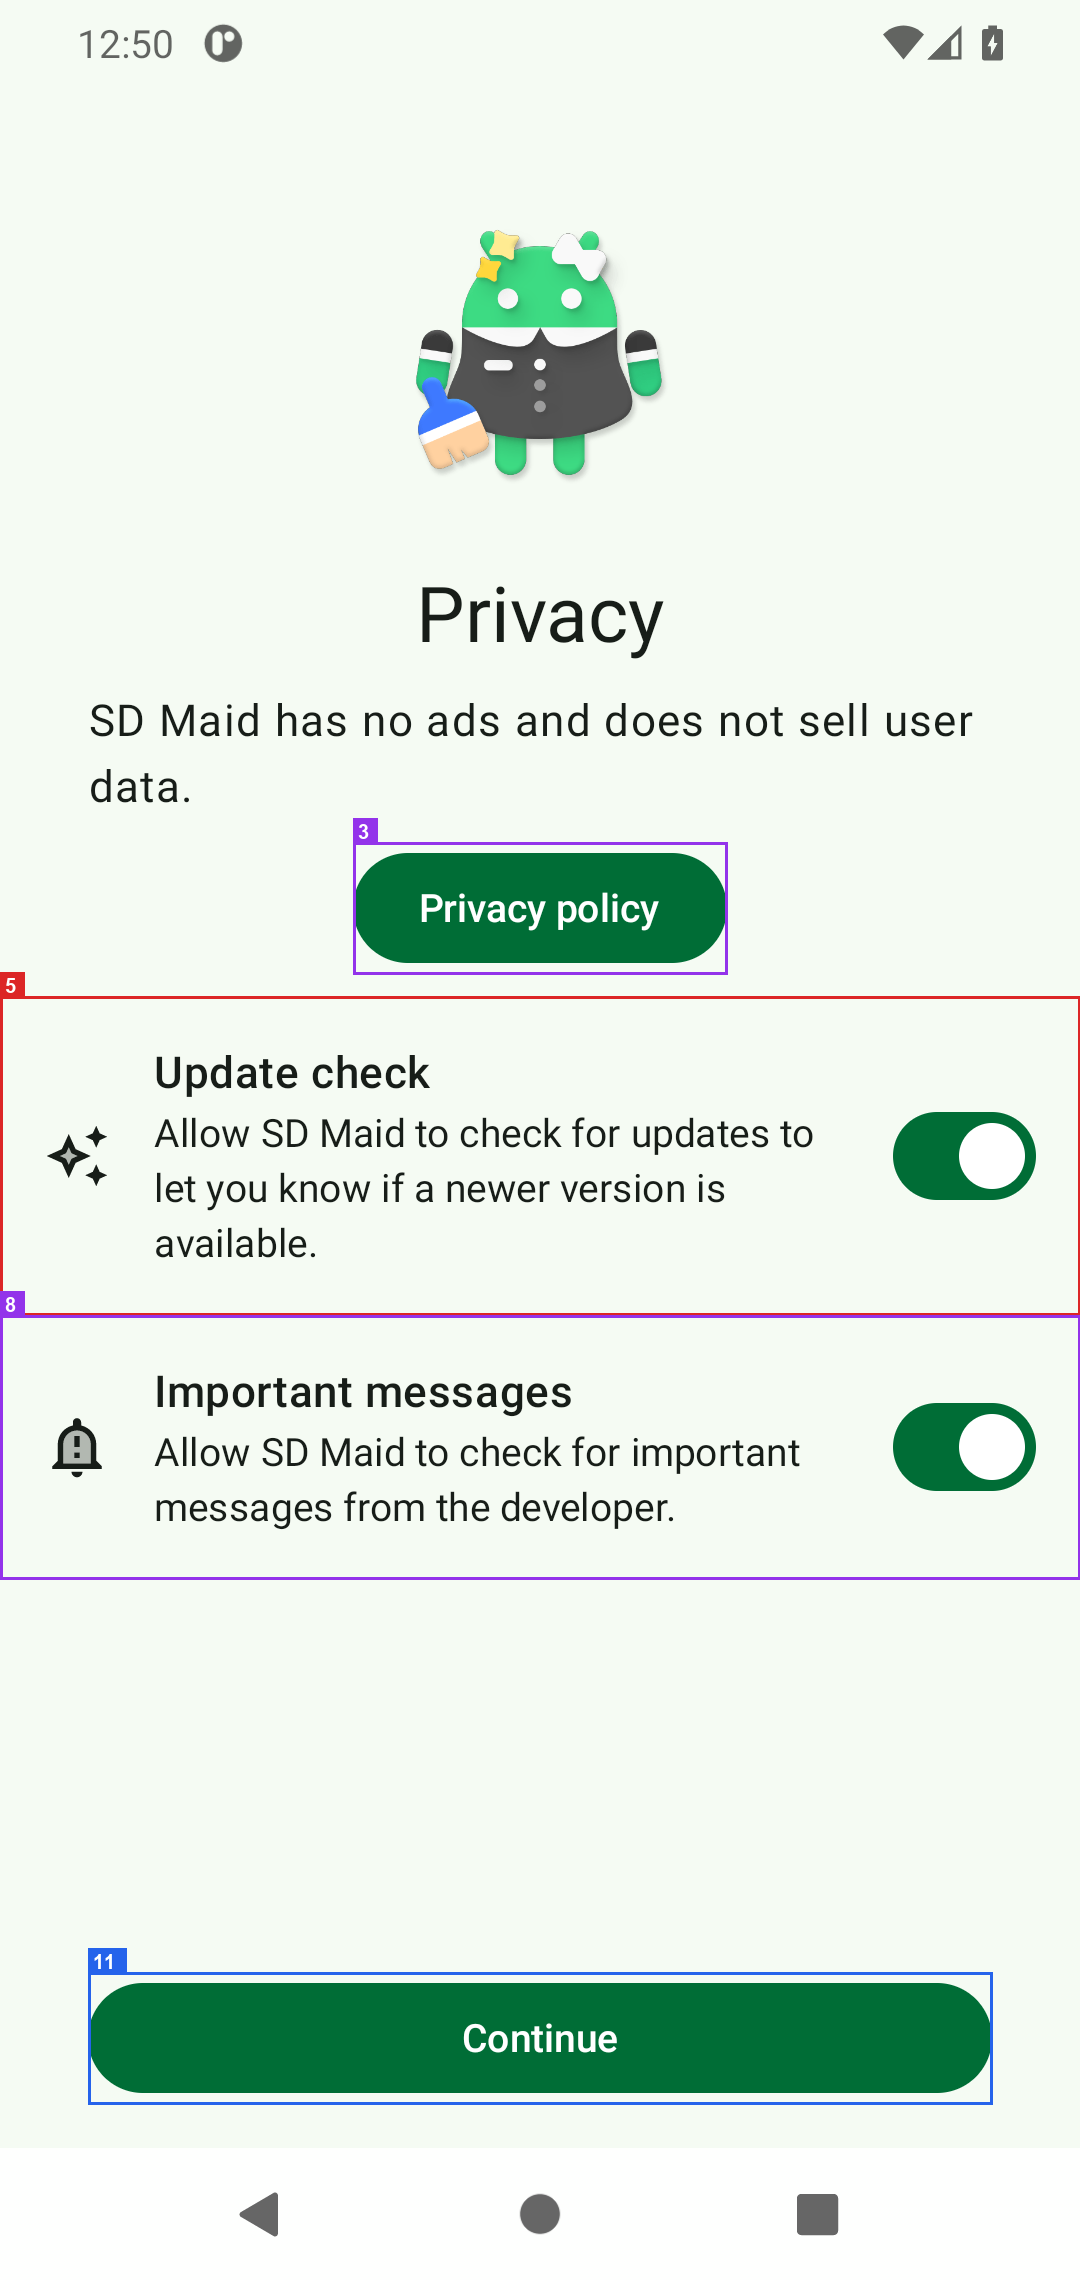 12:50
Privacy
SD Maid has no ads and does not sell user
data.
3
Privacy policy
5
Update check
Allow SD Maid to check for updates to
let you know if a newer version is
available.
8
Important messages
Allow SD Maid to check for important
messages from the developer.
11
Continue